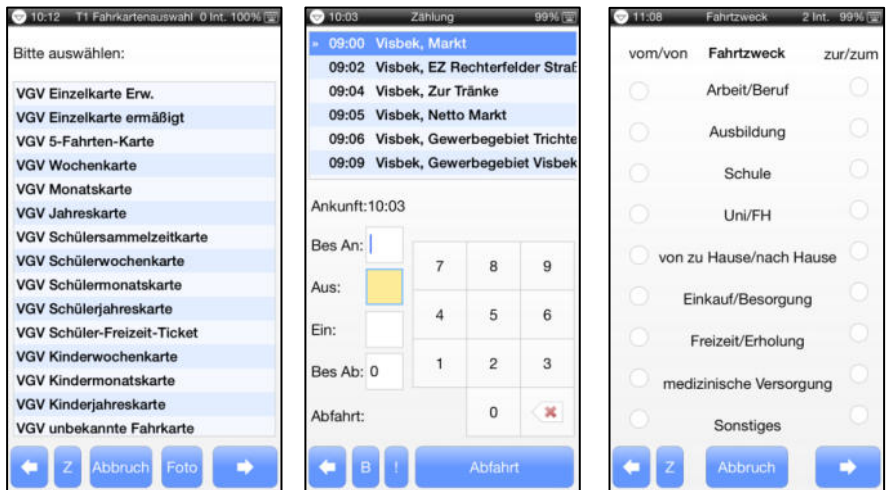 10:12 T1 Fahrkartenauswahl 0 Int. 100%
Bitte auswählen:
VGV Einzelkarte Erw.
VGV Einzelkarte ermäßigt
VGV 5-Fahrten-Karte
VGV Wochenkarte
VGV Monatskarte
VGV Jahreskarte
VGV Schülersammelzeitkarte
VGV Schülerwochenkarte
VGV Schülermonatskarte
VGV Schülerjahreskarte
VGV Schüler-Freizeit-Ticket
VGV Kinderwochenkarte
VGV Kindermonatskarte
VGV Kinderjahreskarte
VGV unbekannte Fahrkarte
Z Abbruch Foto
10:03 Zählung 99%
» 09:00 Visbek, Markt
09:02 Visbek, EZ Rechterfelder Straß
09:04 Visbek, Zur Tränke
09:05 Visbek, Netto Markt
09:06 Visbek, Gewerbegebiet Trichte
09:09 Visbek, Gewerbegebiet Visbek
Ankunft:10:03
Bes An:
7 8 9
Aus:
4 5 6
Ein:
1 2 3
Bes Ab: 0
0
Abfahrt:
B ! Abfahrt
11:08 Fahrtzweck 2 Int. 99%
vom/von Fahrtzweck zur/zum
Arbeit/Beruf
Ausbildung
Schule
Uni/FH
von zu Hause/nach Hause
Einkauf/Besorgung
Freizeit/Erholung
medizinische Versorgung
Sonstiges
Z Abbruch